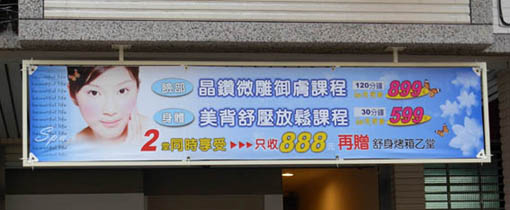 臉部 晶鑽微雕御膚課程 120分鐘 899
身體 美背舒壓放鬆課程 30分鐘 599
2 同時享受 只收888元 再贈 舒身烤箱乙堂
Spa